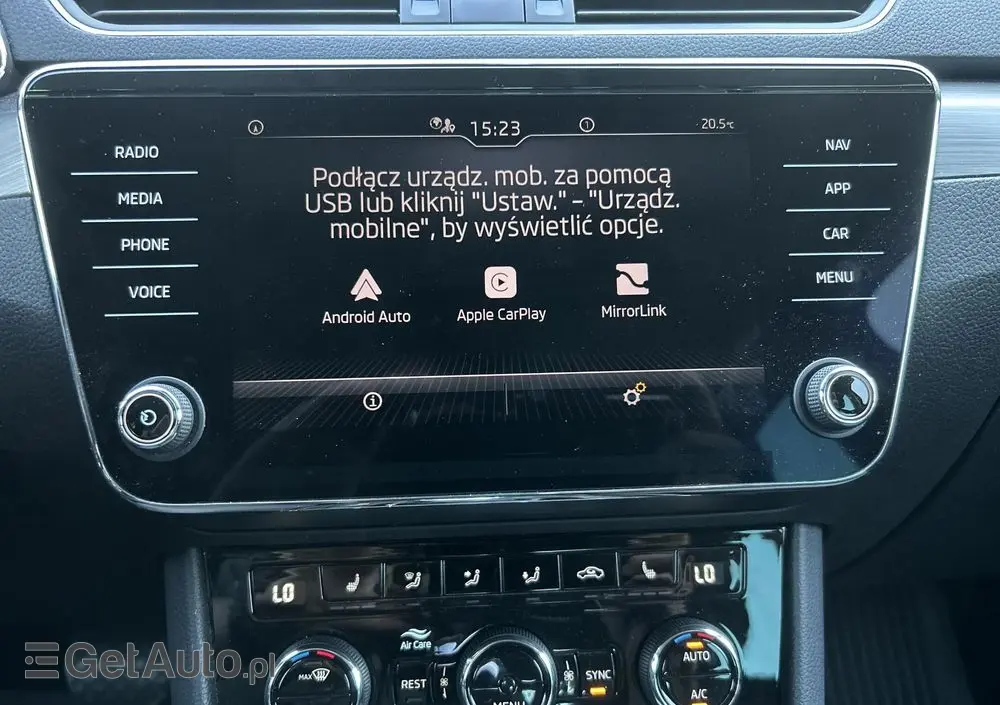 15:23
20.5°C
RADIO
MEDIA
PHONE
VOICE
Podłącz urządz. mob. za pomocą
USB lub kliknij "Ustaw." - "Urządz.
mobilne", by wyświetlić opcje.
Android Auto
Apple CarPlay
MirrorLink
NAV
APP
CAR
MENU
LO
LO
Air Care
MAX
REST
SYNC
AUTO
A/C
MENU
GetAuto.pl